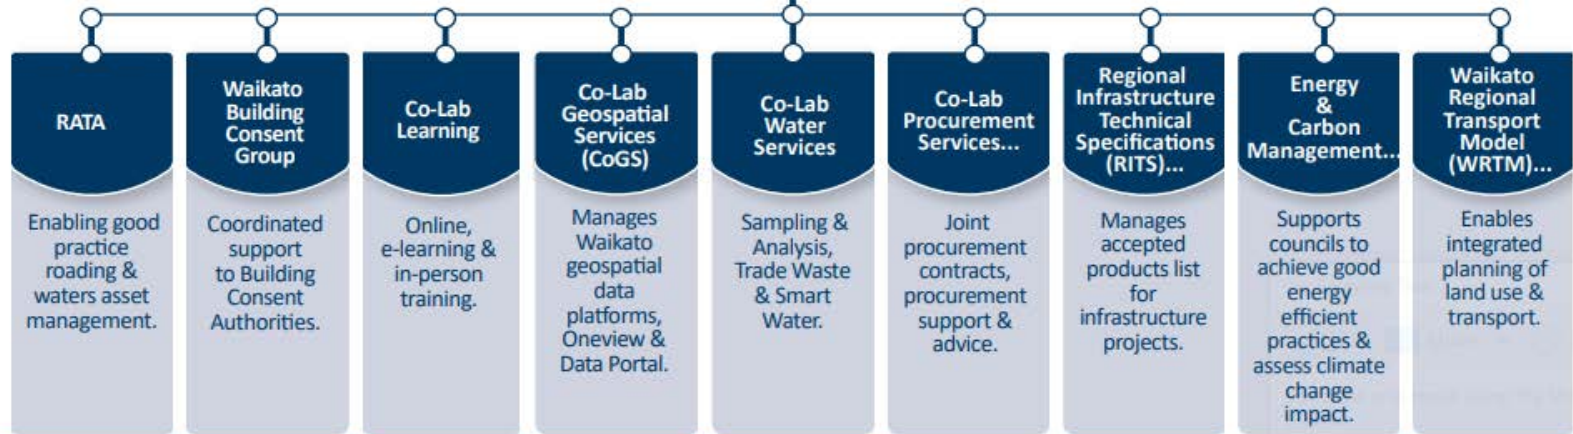 RATA
Enabling good
practice
roading &
waters asset
management.
Waikato
Building
Consent
Group
Coordinated
support
to Building
Consent
Authorities.
Co-Lab
Learning
Online,
e-learning &
in-person
training.
Co-Lab
Geospatial
Services
(CoGS)
Manages
Waikato
geospatial
data
platforms,
Oneview &
Data Portal.
Co-Lab
Water
Services
Sampling &
Analysis,
Trade Waste
& Smart
Water.
Co-Lab
Procurement
Services...
Joint
procurement
contracts,
procurement
support &
advice.
Regional
Infrastructure
Technical
Specifications
(RITS)...
Manages
accepted
products list
for
infrastructure
projects.
Energy
&
Carbon
Management...
Supports
councils to
achieve good
energy
efficient
practices &
assess climate
change
impact.
Waikato
Regional
Transport
Model
(WRTM)...
Enables
integrated
planning of
land use &
transport.